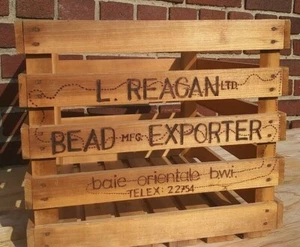 L. REAGAN LTD.
BEAD MFG. EXPORTER
baie orientale bwi.
TELEX: 22754